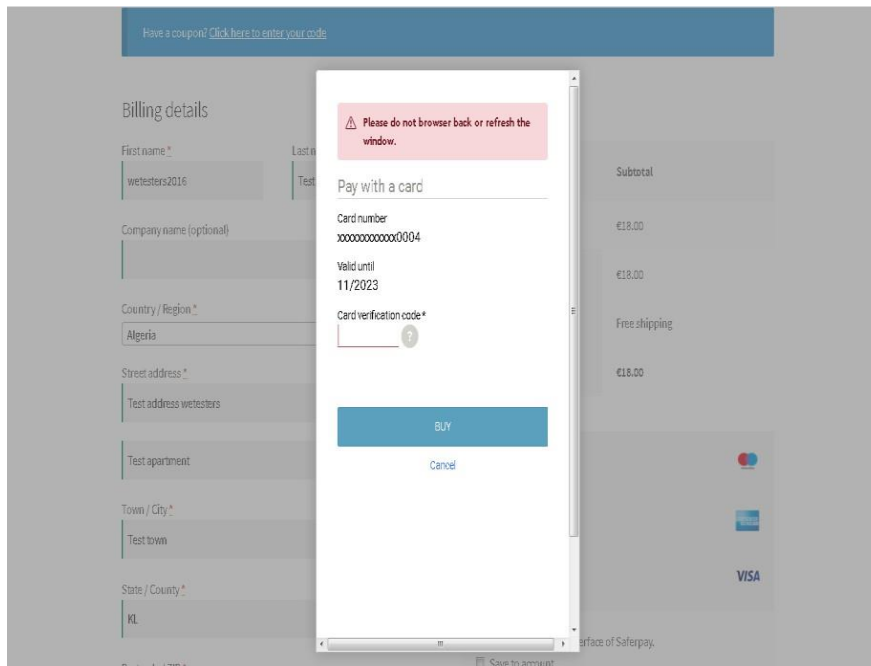 Have a coupon? Click here to enter your code
Billing details
First name *
Last n
wetesters2016
Test
Company name (optional)
Country / Region *
Algeria
Street address *
Test address wetesters
Test apartment
Town / City *
Test town
State / County *
KL
Please do not browser back or refresh the
window.
Pay with a card
Card number
xxxxxxxxxxxx0004
Valid until
11/2023
Card verification code *
?
BUY
Cancel
Subtotal
€18.00
€18.00
Free shipping
€18.00
VISA
erface of Saferpay.
Save to account